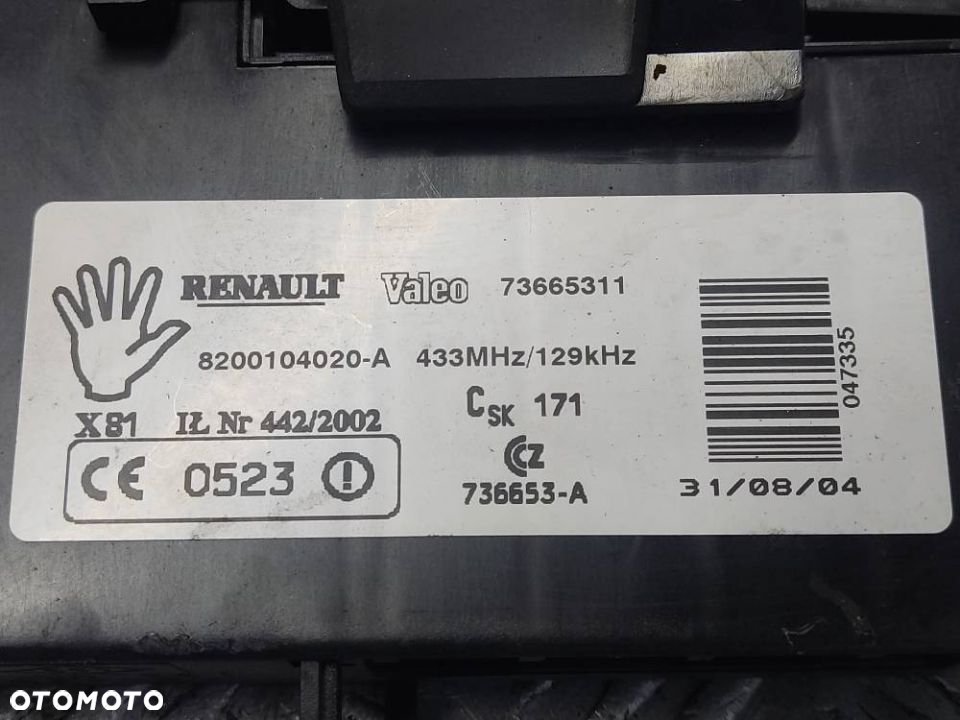 RENAULT Valeo 73665311
8200104020-A 433MHz/129kHz
X81 IŁ Nr 442/2002 CSK 171
CE 0523
CCZ
736653-A
047335
31/08/04
OTOMOTO